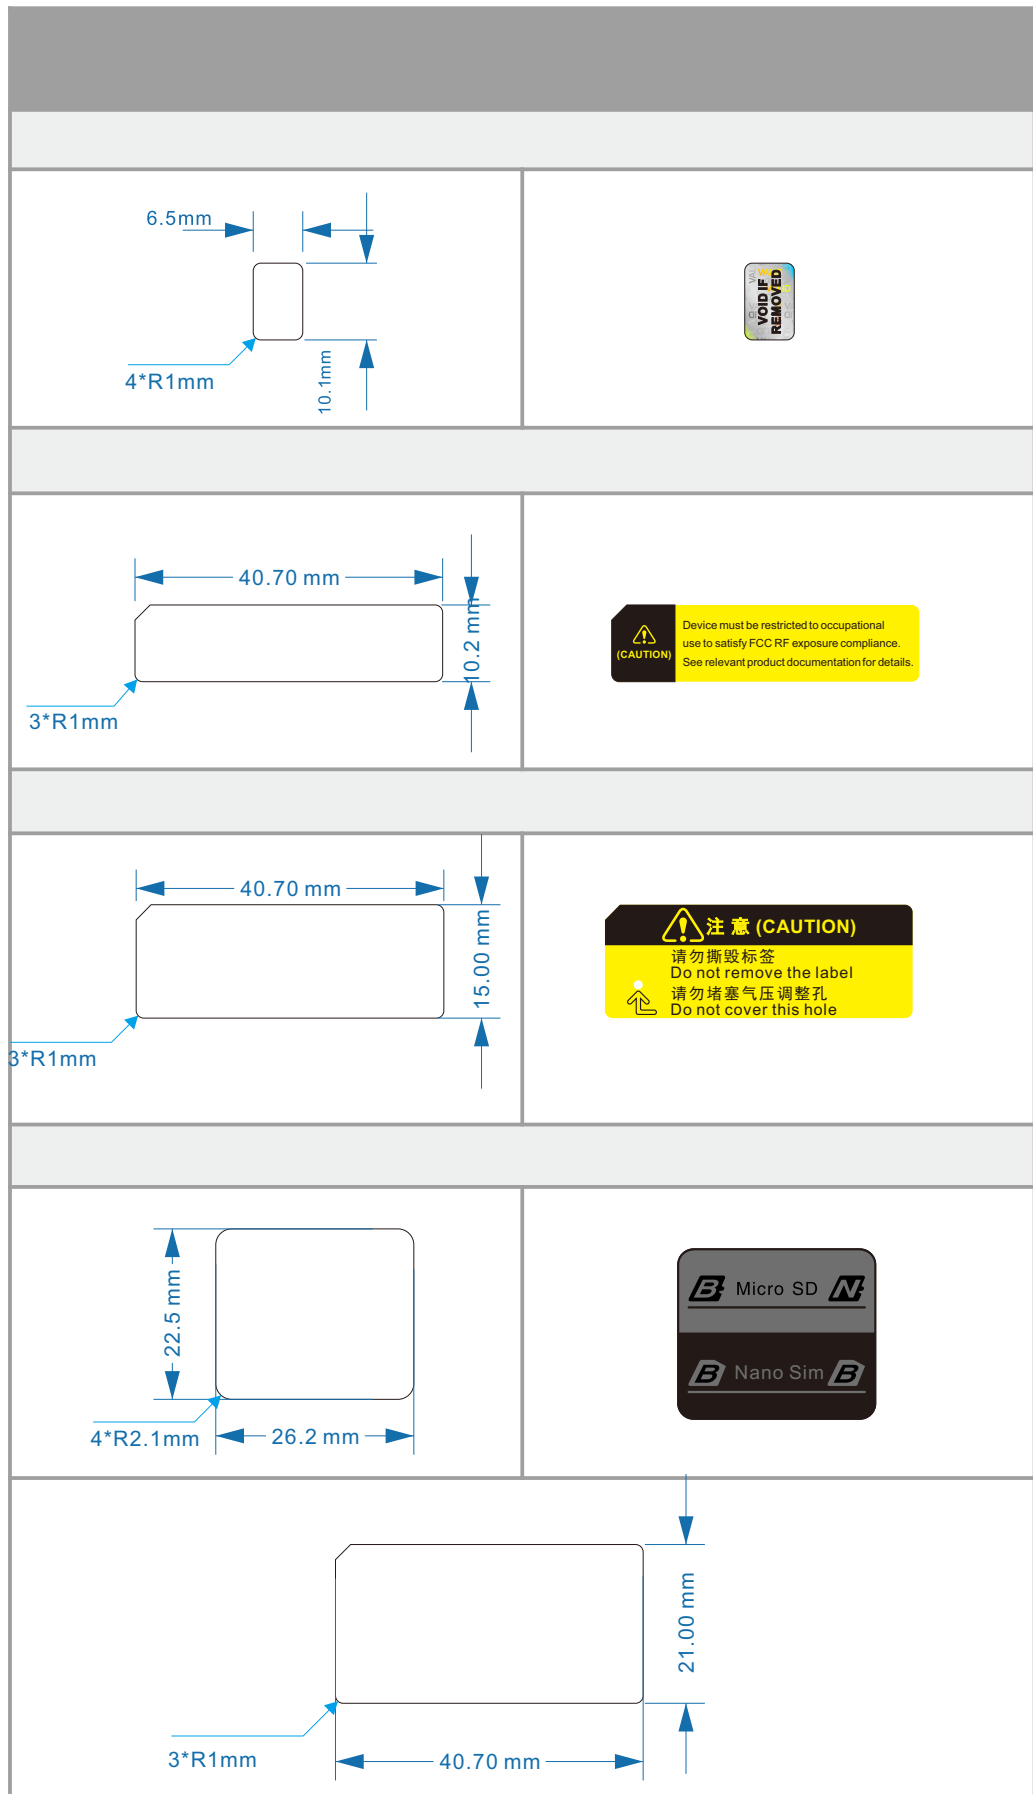 6.5mm
4*R1mm
10.1mm
VOID IF
REMOVED
40.70 mm
10.2 mm
3*R1mm
(CAUTION)
Device must be restricted to occupational
use to satisfy FCC RF exposure compliance.
See relevant product documentation for details.
40.70 mm
15.00 mm
3*R1mm
注 意 (CAUTION)
请勿撕毁标签
Do not remove the label
请勿堵塞气压调整孔
Do not cover this hole
22.5 mm
4*R2.1mm
26.2 mm
B Micro SD N
B Nano Sim B
21.00 mm
3*R1mm
40.70 mm